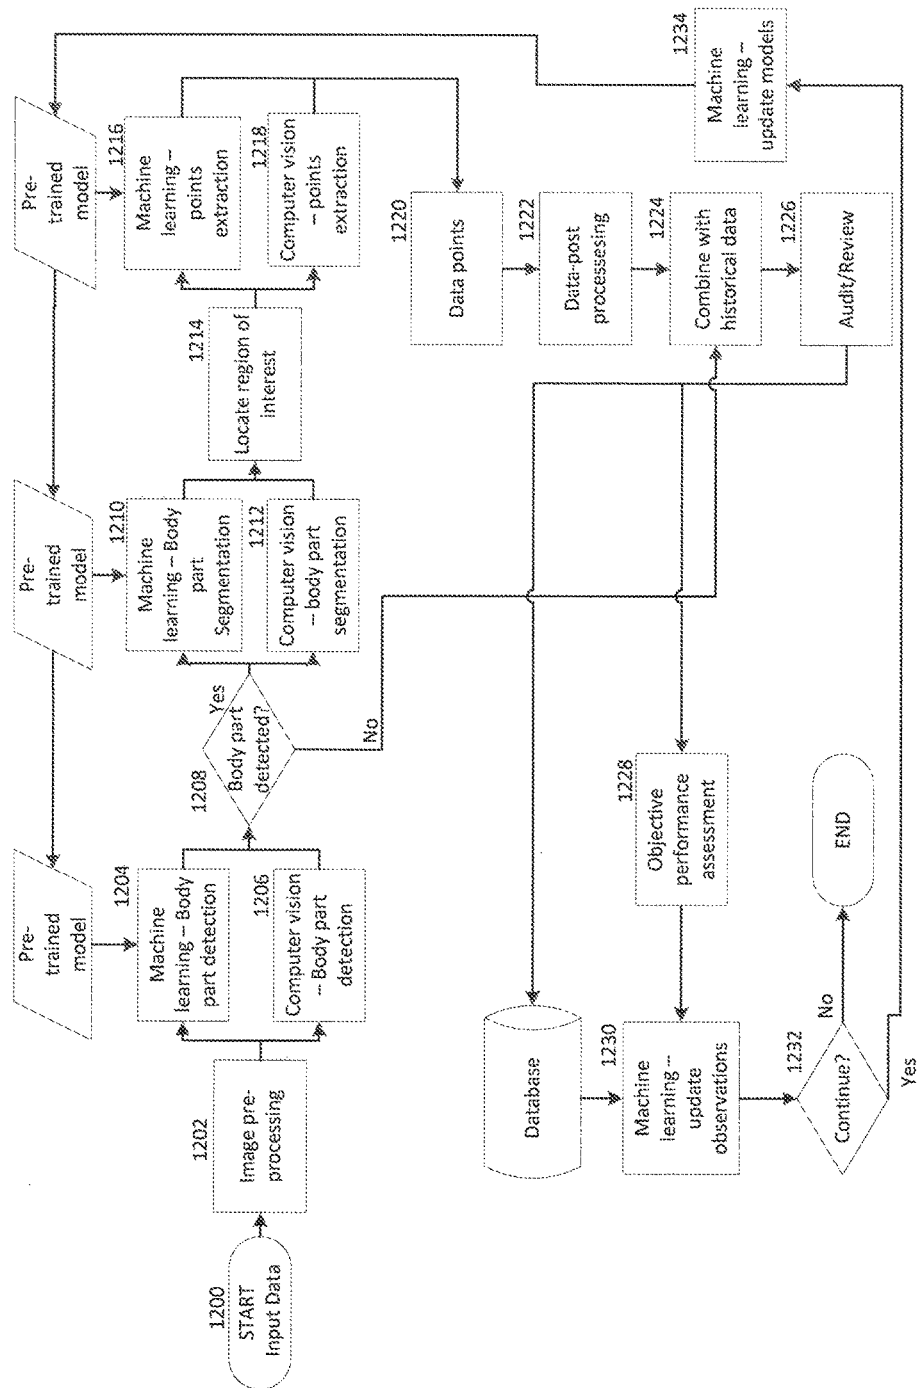 1200
START
Input Data
1202
Image pre-
processing
Pre-
trained
model
1204
Machine
learning – Body
part detection
1206
Computer vision
– Body part
detection
1208
Body part
detected?
Yes
No
Pre-
trained
model
1210
Machine
learning – Body
part
Segmentation
1212
Computer vision
– body part
segmentation
1214
Locate region of
interest
Pre-
trained
model
1216
Machine
learning –
points
extraction
1218
Computer vision
– points
extraction
1220
Data points
1222
Data-post
processesing
1224
Combine with
historical data
1226
Audit/Review
Database
1228
Objective
performance
assessment
1230
Machine
learning –
update
observations
1232
Continue?
No
Yes
END
1234
Machine
learning –
update models